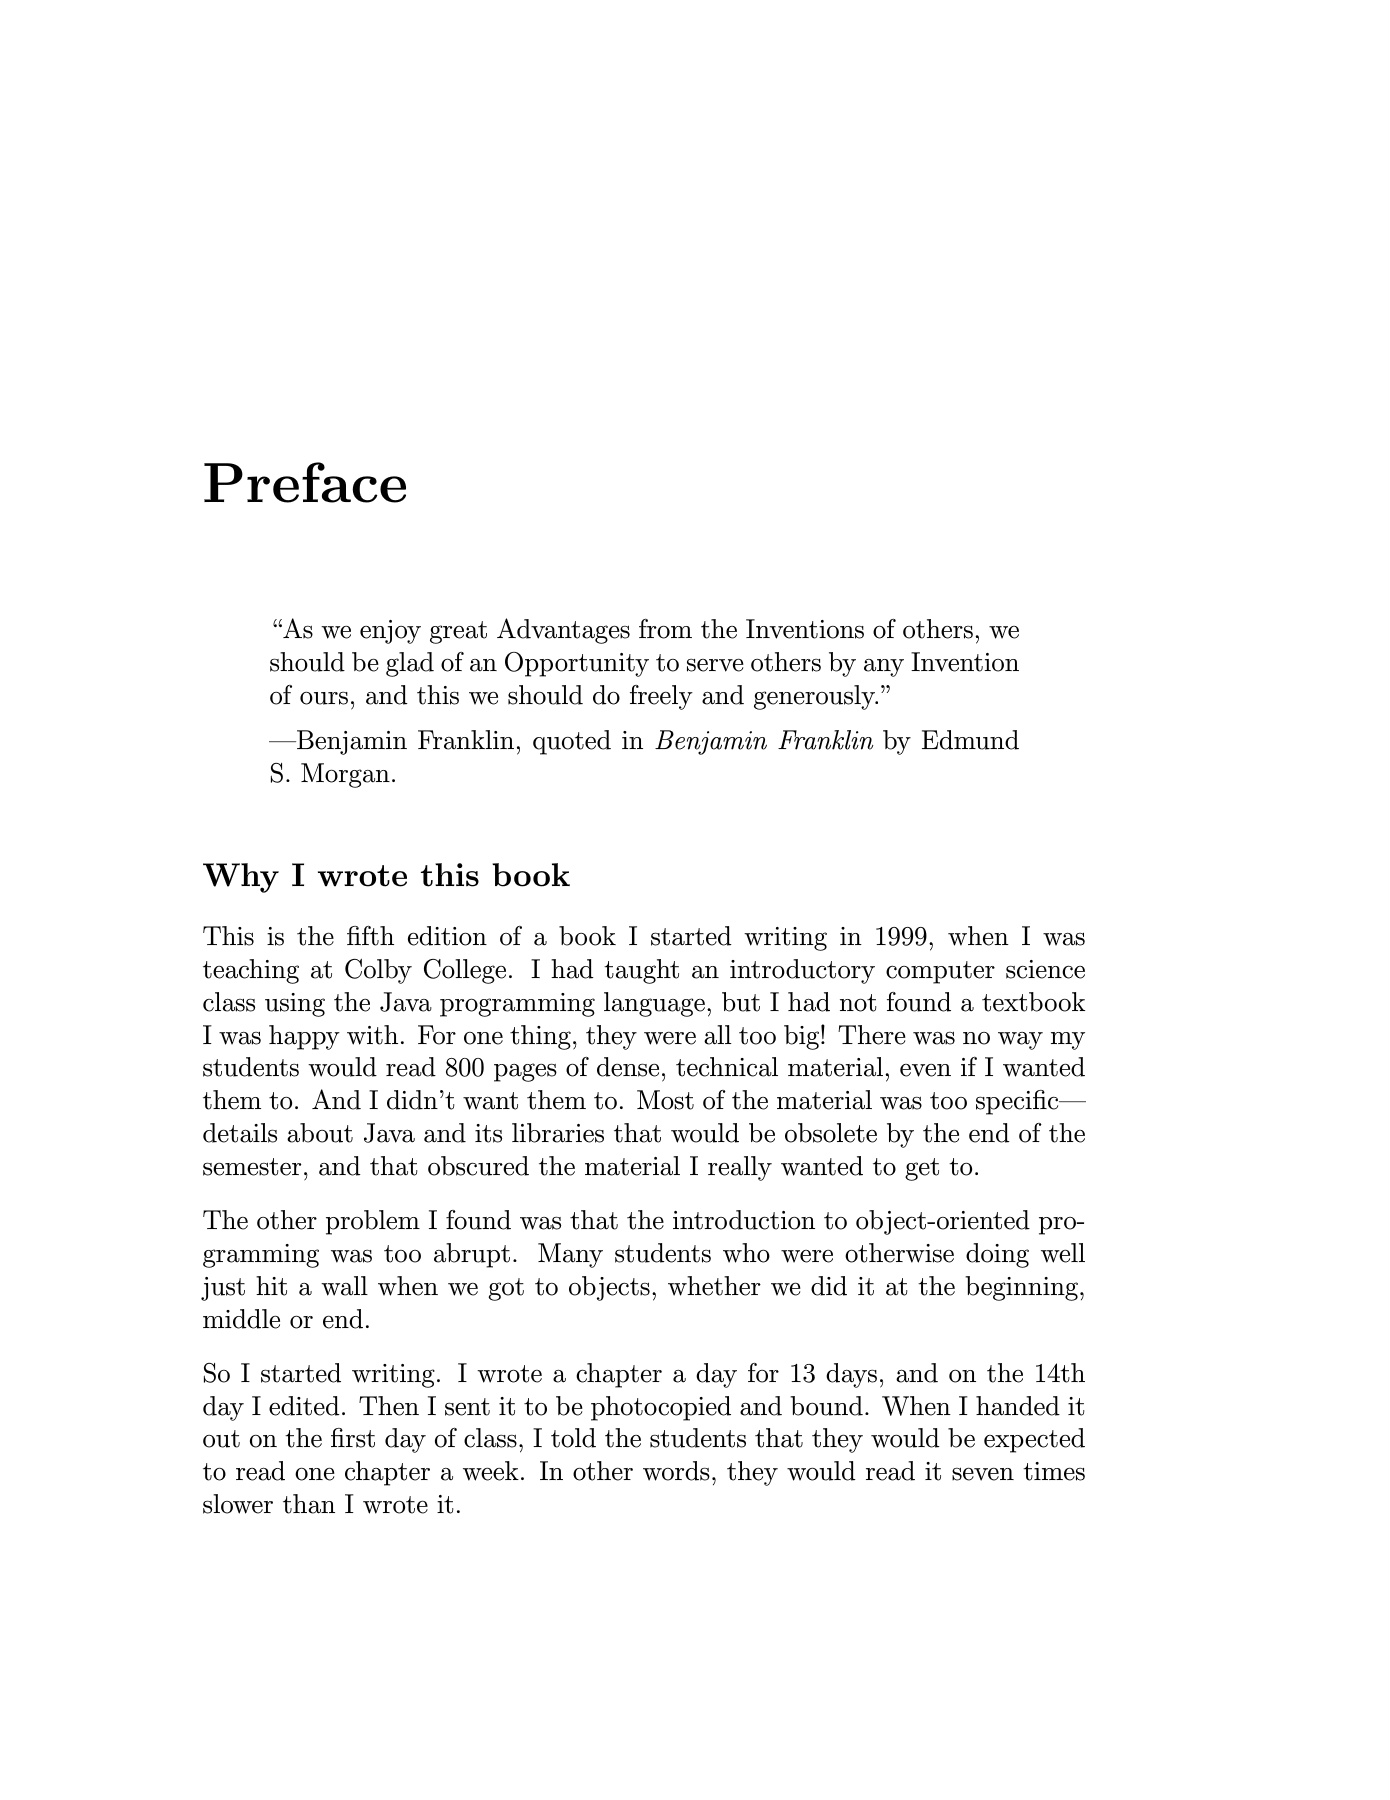 Preface
“As we enjoy great Advantages from the Inventions of others, we
should be glad of an Opportunity to serve others by any Invention
of ours, and this we should do freely and generously.”
—Benjamin Franklin, quoted in Benjamin Franklin by Edmund
S. Morgan.
Why I wrote this book
This is the fifth edition of a book I started writing in 1999, when I was
teaching at Colby College. I had taught an introductory computer science
class using the Java programming language, but I had not found a textbook
I was happy with. For one thing, they were all too big! There was no way my
students would read 800 pages of dense, technical material, even if I wanted
them to. And I didn’t want them to. Most of the material was too specific—
details about Java and its libraries that would be obsolete by the end of the
semester, and that obscured the material I really wanted to get to.
The other problem I found was that the introduction to object-oriented pro-
gramming was too abrupt. Many students who were otherwise doing well
just hit a wall when we got to objects, whether we did it at the beginning,
middle or end.
So I started writing. I wrote a chapter a day for 13 days, and on the 14th
day I edited. Then I sent it to be photocopied and bound. When I handed it
out on the first day of class, I told the students that they would be expected
to read one chapter a week. In other words, they would read it seven times
slower than I wrote it.